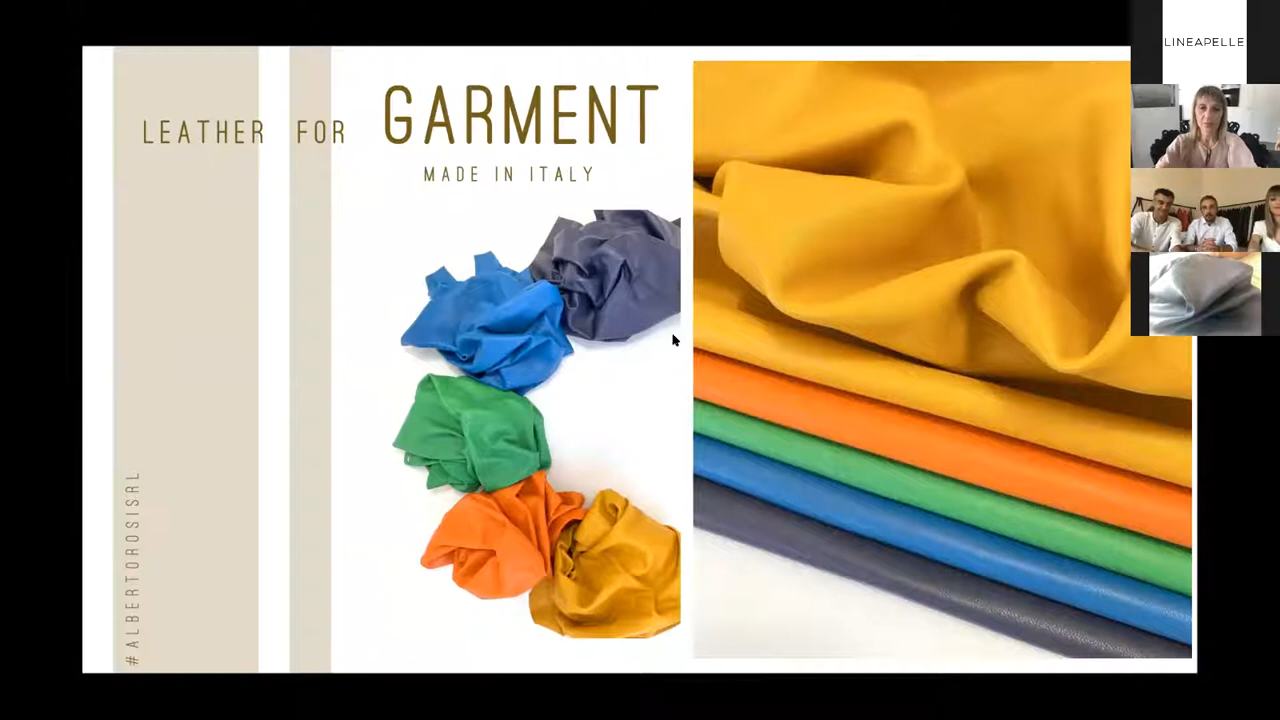 LEATHER FOR GARMENT
MADE IN ITALY
#ALBERTOROSISRL
LINEAPELLE